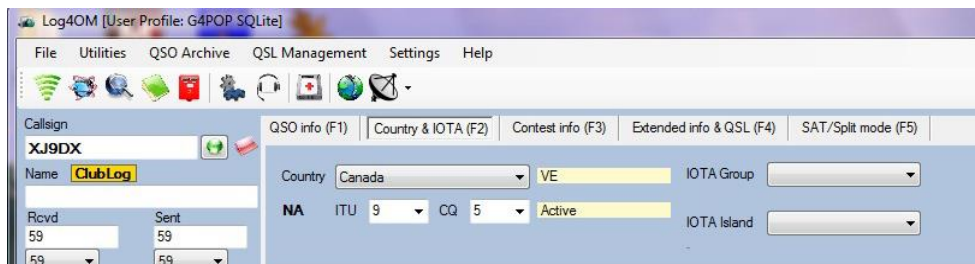 Log4OM [User Profile: G4POP SQLite]
File Utilities QSO Archive QSL Management Settings Help
Callsign
XJ9DX
Name ClubLog
Rcvd Sent
59 59
59 59
QSO info (F1) Country & IOTA (F2) Contest info (F3) Extended info & QSL (F4) SAT/Split mode (F5)
Country Canada VE IOTA Group
NA ITU 9 CQ 5 Active IOTA Island
-